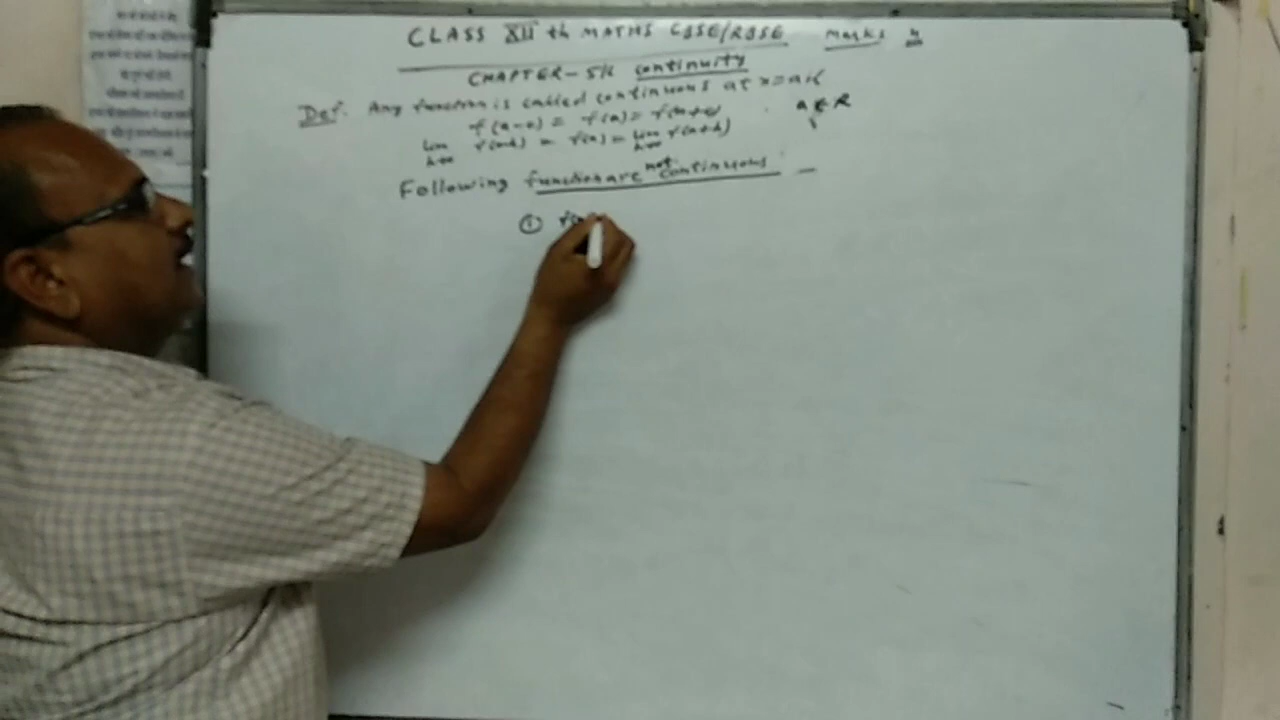 CLASS XII th MATHS CBSE/RBSE marks 4
CHAPTER-5th continuity
Def. Any function is called continuous at x=a if
f(a-0) = f(a) = f(a+0) a ∈ R
lim h→0 f(a-h) = f(a) = lim h→0 f(a+h)
Following function are not continuous —
① f(x